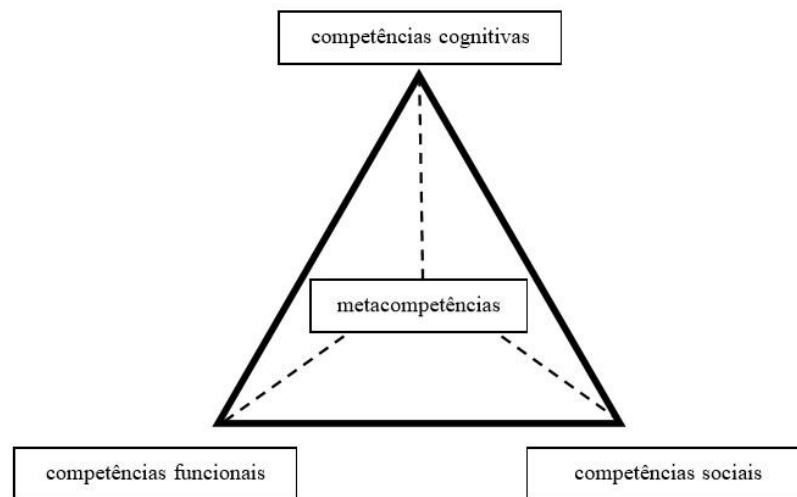 competências cognitivas
metacompetências
competências funcionais
competências sociais